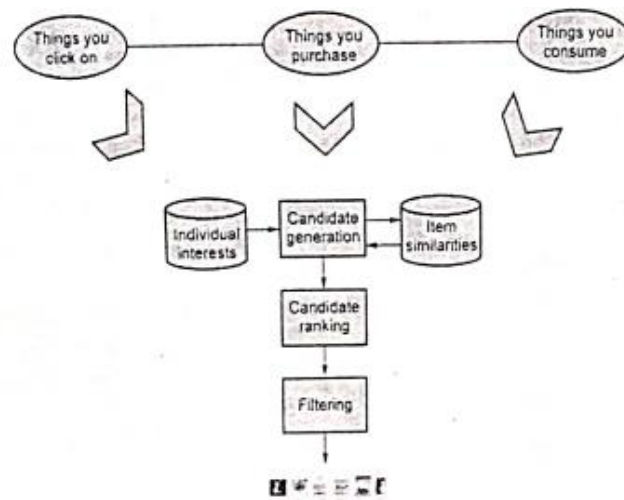 Things you
click on
Things you
purchase
Things you
consume
Individual
interests
Candidate
generation
Item
similarities
Candidate
ranking
Filtering